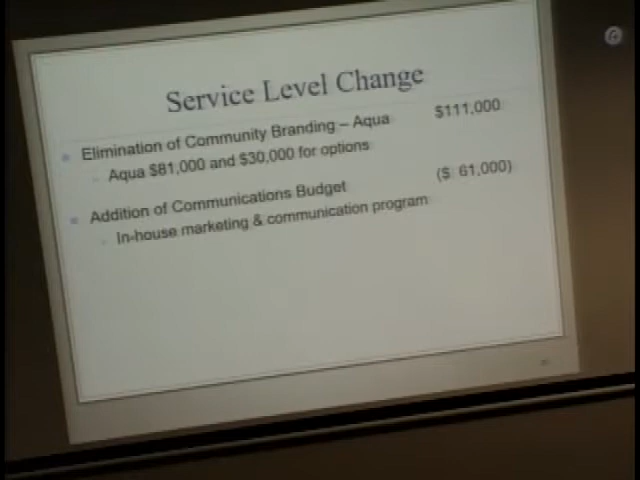 Service Level Change
Elimination of Community Branding – Aqua $111,000
Aqua $81,000 and $30,000 for options
Addition of Communications Budget ($ 61,000)
In-house marketing & communication program